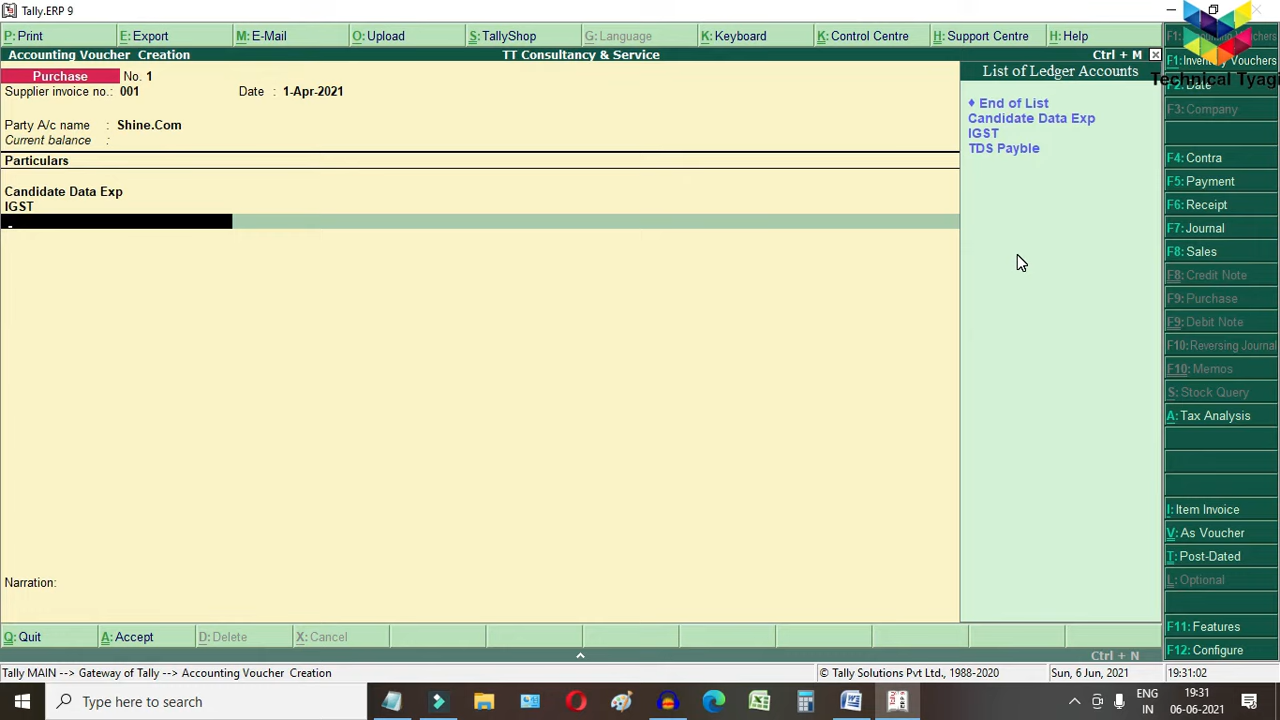 Tally.ERP 9
P: Print
E: Export
M: E-Mail
O: Upload
S: TallyShop
G: Language
K: Keyboard
K: Control Centre
H: Support Centre
H: Help
Accounting Voucher Creation
TT Consultancy & Service
Ctrl + M
Purchase No. 1
Supplier invoice no.: 001 Date : 1-Apr-2021
Party A/c name : Shine.Com
Current balance :
Particulars
Candidate Data Exp
IGST
List of Ledger Accounts
♦ End of List
Candidate Data Exp
IGST
TDS Payble
Technical Tyagi
F1: Inventory Vouchers
F2: Date
F3: Company
F4: Contra
F5: Payment
F6: Receipt
F7: Journal
F8: Sales
F8: Credit Note
F9: Purchase
F9: Debit Note
F10: Reversing Journal
F10: Memos
S: Stock Query
A: Tax Analysis
I: Item Invoice
V: As Voucher
T: Post-Dated
L: Optional
F11: Features
F12: Configure
Narration:
Q: Quit
A: Accept
D: Delete
X: Cancel
Ctrl + N
Tally MAIN --> Gateway of Tally --> Accounting Voucher Creation
© Tally Solutions Pvt Ltd., 1988-2020
Sun, 6 Jun, 2021
19:31:02
Type here to search
ENG
IN
19:31
06-06-2021